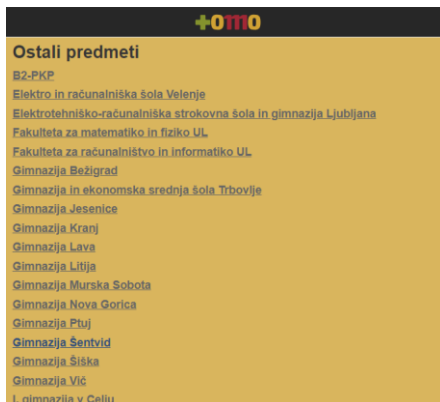 +0mo
Ostali predmeti
B2-PKP
Elektro in računalniška šola Velenje
Elektrotehniško-računalniška strokovna šola in gimnazija Ljubljana
Fakulteta za matematiko in fiziko UL
Fakulteta za računalništvo in informatiko UL
Gimnazija Bežigrad
Gimnazija in ekonomska srednja šola Trbovlje
Gimnazija Jesenice
Gimnazija Kranj
Gimnazija Lava
Gimnazija Litija
Gimnazija Murska Sobota
Gimnazija Nova Gorica
Gimnazija Ptuj
Gimnazija Šentvid
Gimnazija Šiška
Gimnazija Vič
I. gimnazija v Celju